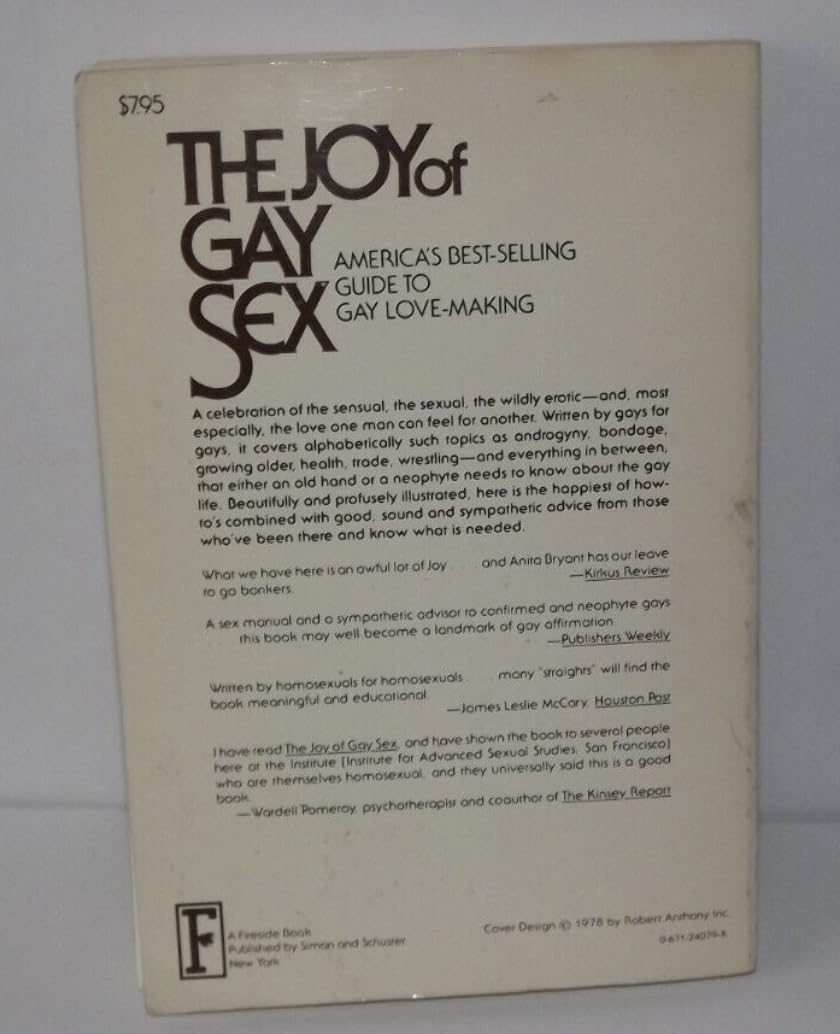 $7.95
THE JOY of
GAY
SEX
AMERICA'S BEST-SELLING
GUIDE TO
GAY LOVE-MAKING
A celebration of the sensual, the sexual, the wildly erotic—and, most
especially, the love one man can feel for another. Written by gays for
gays, it covers alphabetically such topics as androgyny, bondage,
growing older, health, trade, wrestling—and everything in between,
that either an old hand or a neophyte needs to know about the gay
life. Beautifully and profusely illustrated, here is the happiest of how-
to's combined with good, sound and sympathetic advice from those
who've been there and know what is needed.
What we have here is an awful lot of Joy . . . and Anita Bryant has our leave
to go bonkers.
—Kirkus Review
A sex manual and a sympathetic advisor to confirmed and neophyte gays
. . . this book may well become a landmark of gay affirmation.
—Publishers Weekly
Written by homosexuals for homosexuals . . . many "straights" will find the
book meaningful and educational.
—James Leslie McCary, Houston Post
I have read The Joy of Gay Sex, and have shown the book to several people
here at the Institute [Institute for Advanced Sexual Studies, San Francisco]
who are themselves homosexual, and they universally said this is a good
book.
—Wardell Pomeroy, psychotherapist and coauthor of The Kinsey Report
F
A Fireside Book
Published by Simon and Schuster
New York
Cover Design © 1978 by Robert Anthony Inc.
0-671-24079-X